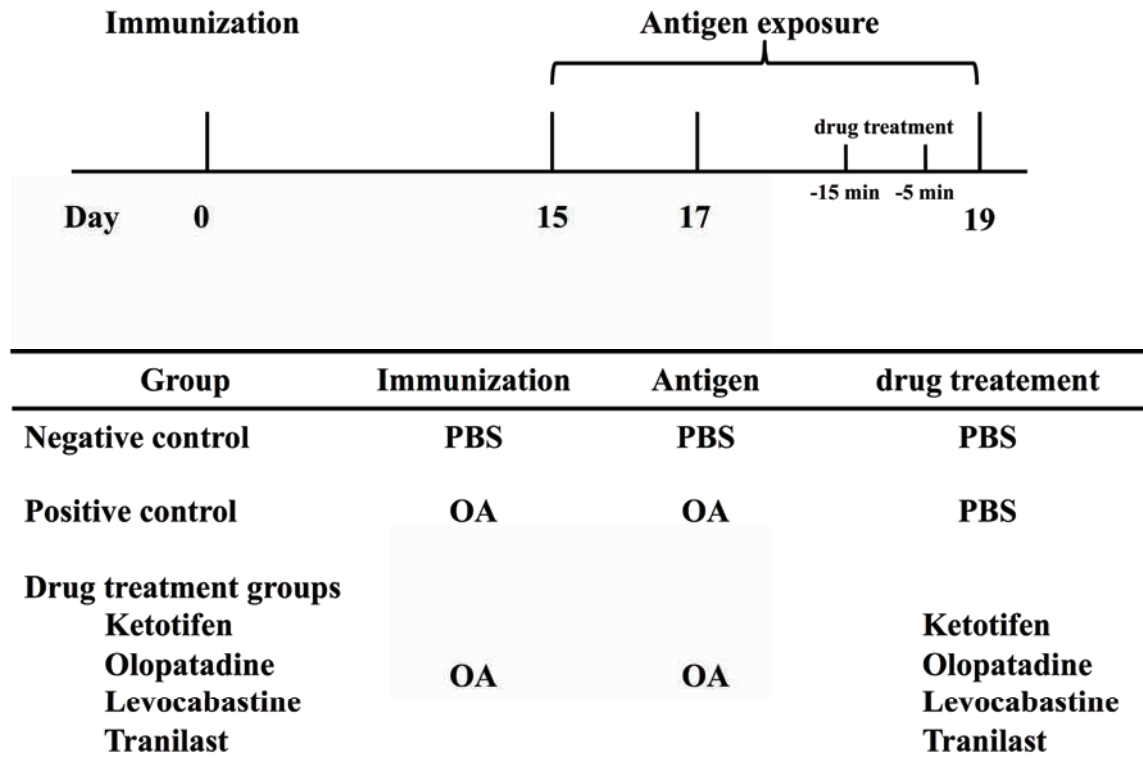 Immunization Antigen exposure
drug treatment
-15 min -5 min
Day 0 15 17 19
Group Immunization Antigen drug treatement
Negative control PBS PBS PBS
Positive control OA OA PBS
Drug treatment groups
Ketotifen Ketotifen
Olopatadine OA OA Olopatadine
Levocabastine Levocabastine
Tranilast Tranilast